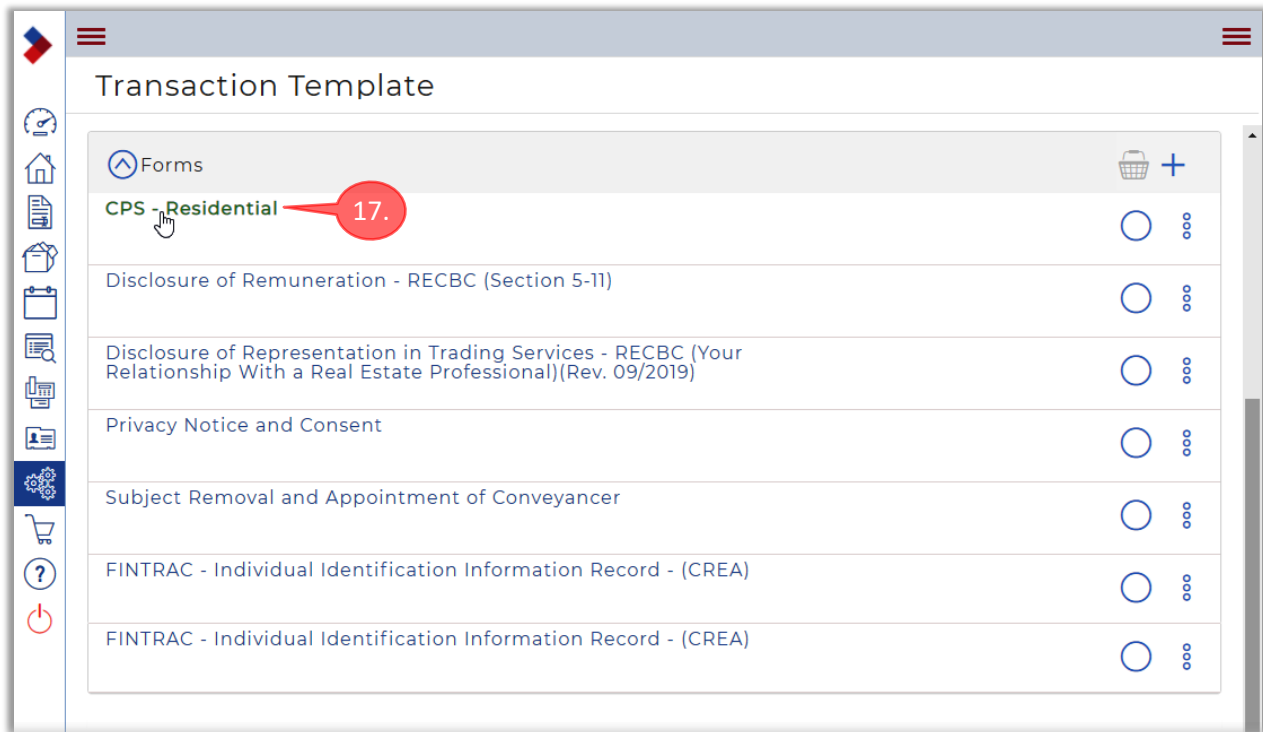 Transaction Template
Forms
CPS - Residential
17.
Disclosure of Remuneration - RECBC (Section 5-11)
Disclosure of Representation in Trading Services - RECBC (Your
Relationship With a Real Estate Professional)(Rev. 09/2019)
Privacy Notice and Consent
Subject Removal and Appointment of Conveyancer
FINTRAC - Individual Identification Information Record - (CREA)
FINTRAC - Individual Identification Information Record - (CREA)
?